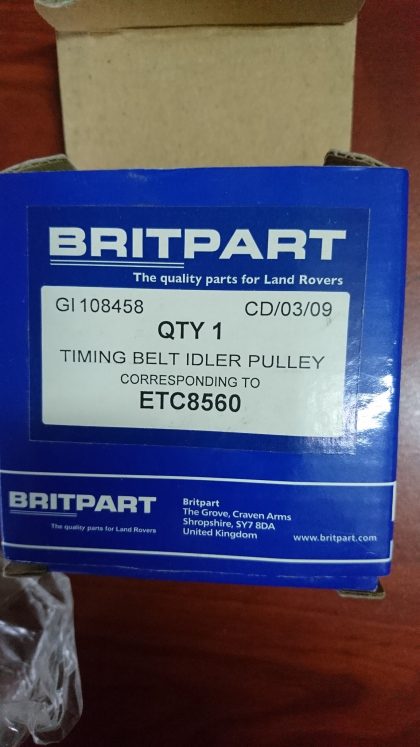 BRITPART
The quality parts for Land Rovers
GI108458 CD/03/09
QTY 1
TIMING BELT IDLER PULLEY
CORRESPONDING TO
ETC8560
BRITPART
The quality parts for Land Rovers
Britpart
The Grove, Craven Arms
Shropshire, SY7 8DA
United Kingdom
www.britpart.com